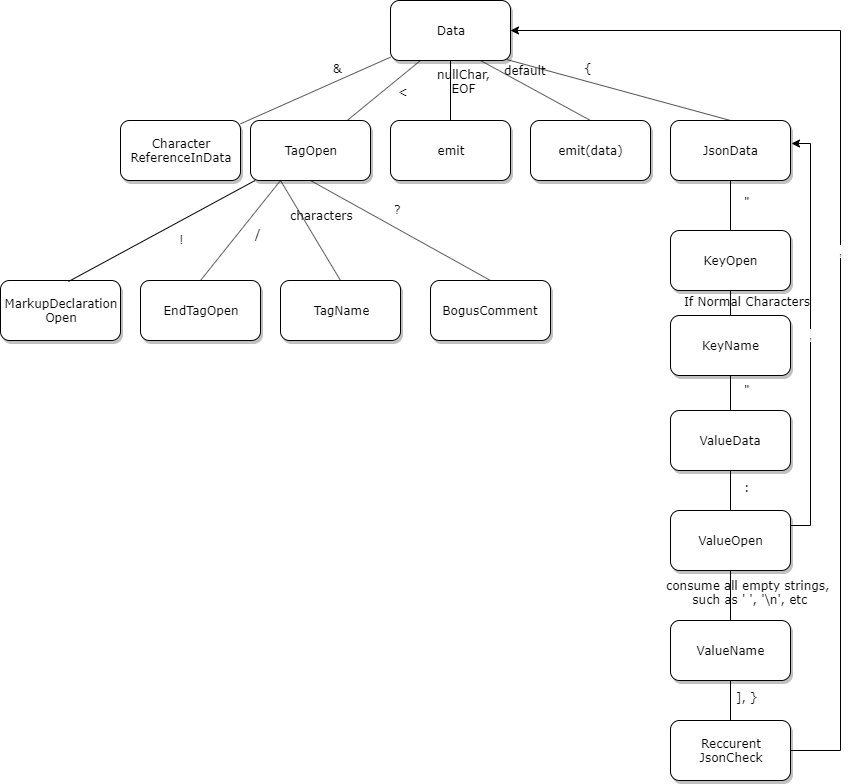 Data
&
<
nullChar,
EOF
default
{
Character
ReferenceInData
TagOpen
emit
emit(data)
JsonData
!
/
characters
?
"
MarkupDeclaration
Open
EndTagOpen
TagName
BogusComment
KeyOpen
If Normal Characters
KeyName
"
ValueData
:
ValueOpen
consume all empty strings,
such as ' ', '\n', etc
ValueName
], }
Reccurent
JsonCheck